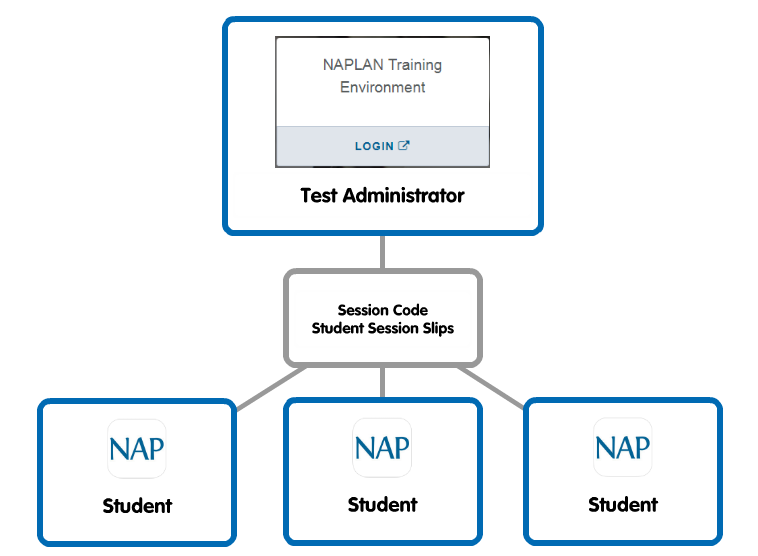 NAPLAN Training
Environment
LOGIN
Test Administrator
Session Code
Student Session Slips
NAP
Student
NAP
Student
NAP
Student